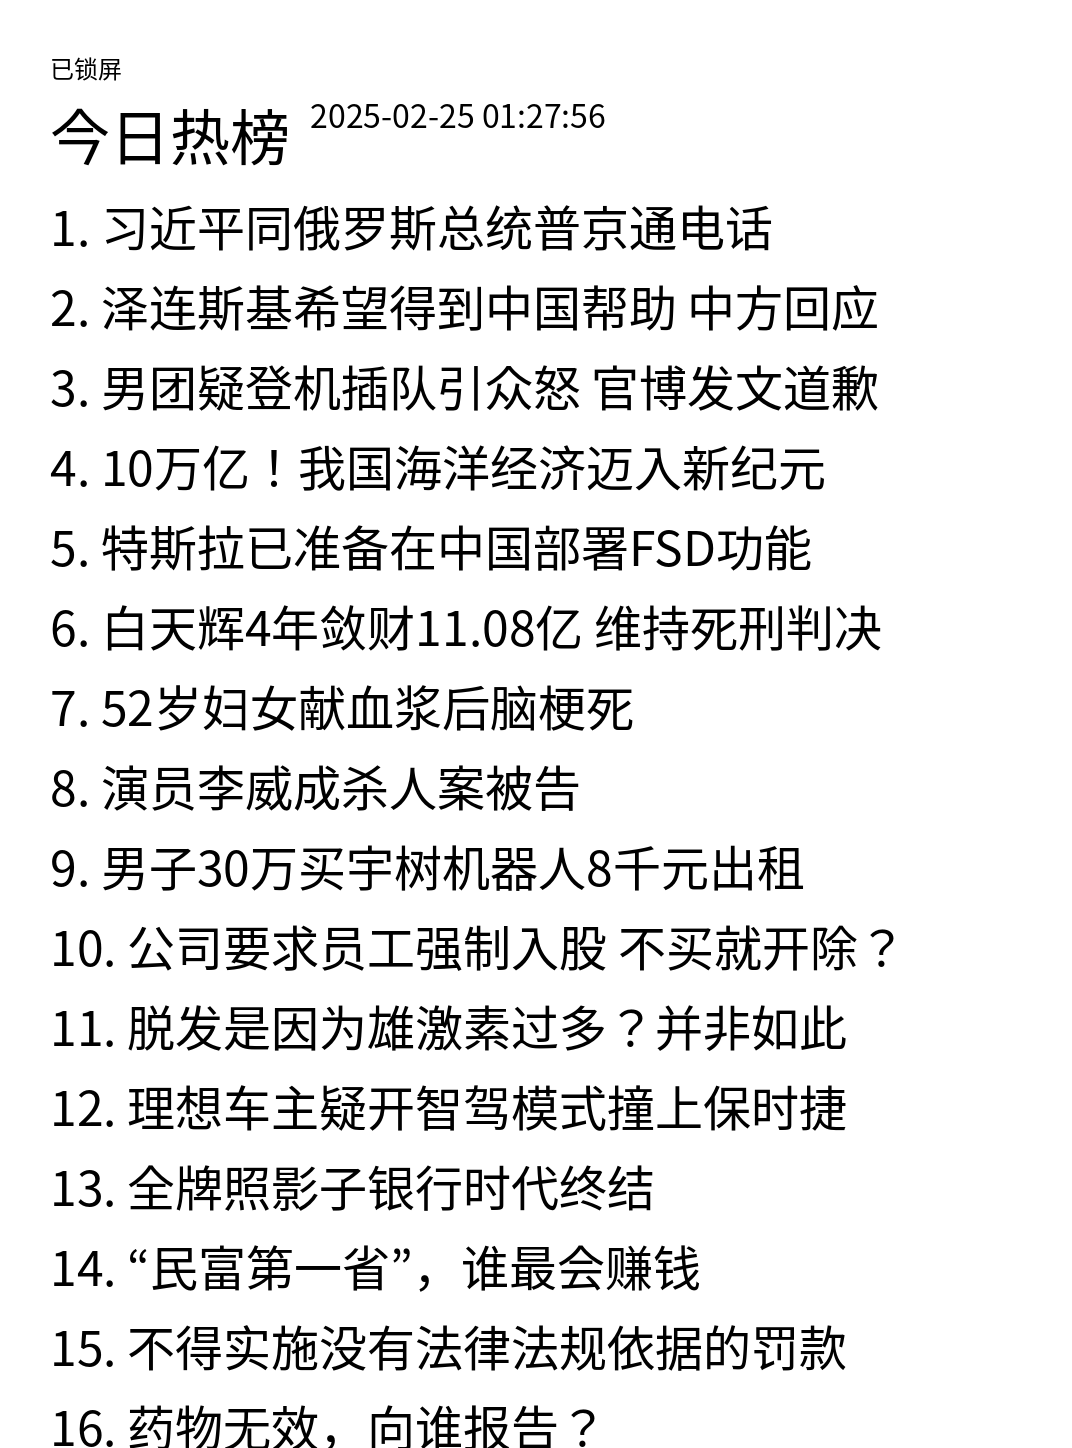 已锁屏
今日热榜 2025-02-25 01:27:56
1. 习近平同俄罗斯总统普京通电话
2. 泽连斯基希望得到中国帮助 中方回应
3. 男团疑登机插队引众怒 官博发文道歉
4. 10万亿！我国海洋经济迈入新纪元
5. 特斯拉已准备在中国部署FSD功能
6. 白天辉4年敛财11.08亿 维持死刑判决
7. 52岁妇女献血浆后脑梗死
8. 演员李威成杀人案被告
9. 男子30万买宇树机器人8千元出租
10. 公司要求员工强制入股 不买就开除？
11. 脱发是因为雄激素过多？并非如此
12. 理想车主疑开智驾模式撞上保时捷
13. 全牌照影子银行时代终结
14. “民富第一省”，谁最会赚钱
15. 不得实施没有法律法规依据的罚款
16. 药物无效，向谁报告？